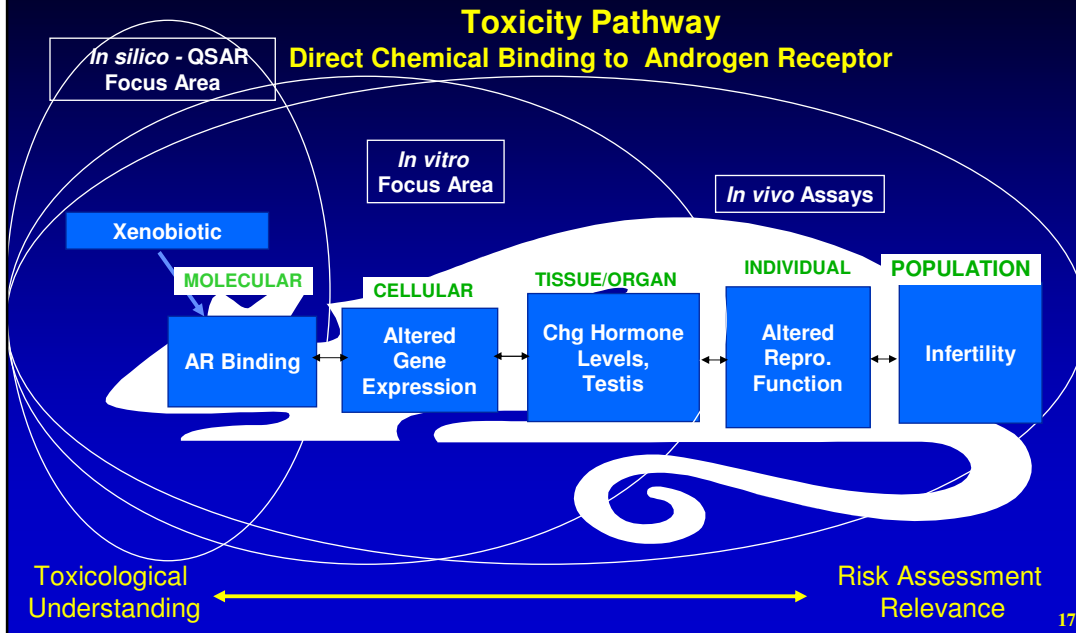 Toxicity Pathway
Direct Chemical Binding to Androgen Receptor
In silico - QSAR
Focus Area
In vitro
Focus Area
In vivo Assays
Xenobiotic
MOLECULAR
CELLULAR
TISSUE/ORGAN
INDIVIDUAL
POPULATION
AR Binding
Altered
Gene
Expression
Chg Hormone
Levels,
Testis
Altered
Repro.
Function
Infertility
Toxicological
Understanding
Risk Assessment
Relevance
17